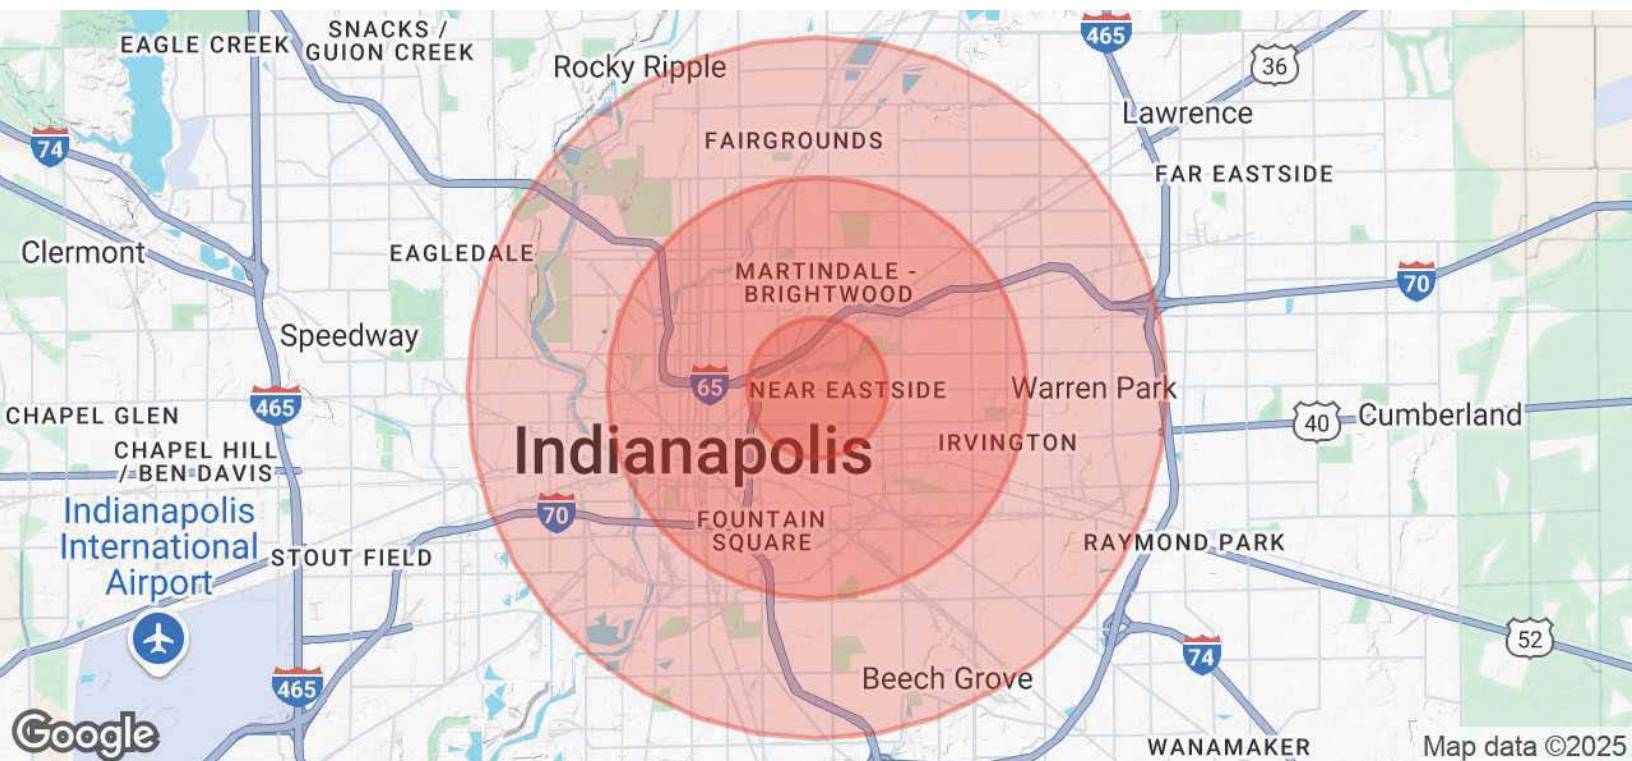 SNACKS /
GUION CREEK
EAGLE CREEK
465
36
Rocky Ripple
Lawrence
FAIRGROUNDS
74
FAR EASTSIDE
Clermont
EAGLEDALE
MARTINDALE -
BRIGHTWOOD
70
Speedway
65
NEAR EASTSIDE
Warren Park
465
CHAPEL GLEN
40
Cumberland
Indianapolis
IRVINGTON
CHAPEL HILL
/ BEN DAVIS
Indianapolis
International
Airport
70
FOUNTAIN
SQUARE
STOUT FIELD
RAYMOND PARK
52
74
465
Beech Grove
Google
WANAMAKER
Map data ©2025